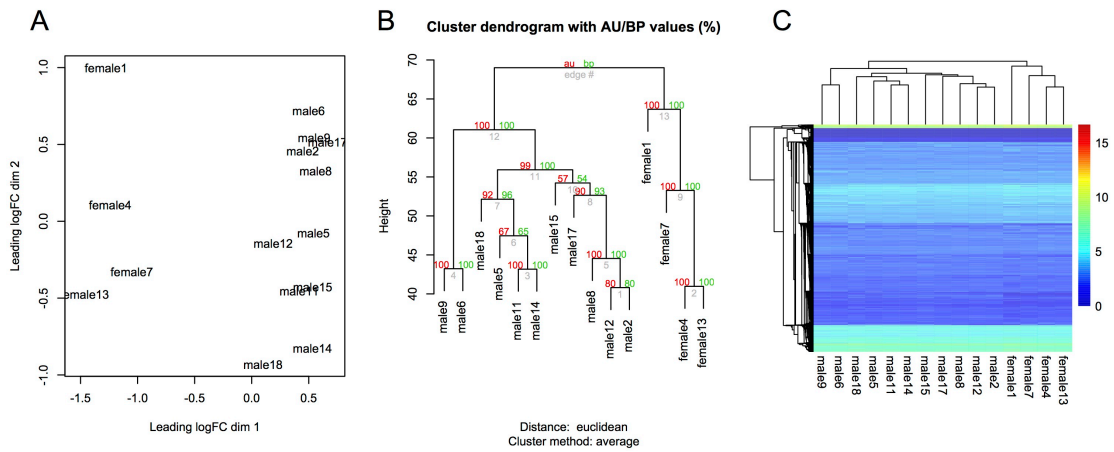 A
1.0
0.5
0.0
-0.5
-1.0
Leading logFC dim 2
female1
male6
male9
male17
male2
male8
female4
male5
male12
female7
male15
male11
female13
male14
male18
-1.5
-1.0
-0.5
0.0
0.5
Leading logFC dim 1
B
Cluster dendrogram with AU/BP values (%)
70
65
60
55
50
45
40
Height
au bp
edge #
100 100
13
100 100
12
99 100
11
57 54
10
100 100
9
90 93
8
92 96
7
67 65
6
100 100
5
100 100
4
100 100
3
100 100
2
80 80
1
male9
male6
male18
male5
male11
male14
male15
male17
male8
male12
male2
female1
female7
female4
female13
Distance: euclidean
Cluster method: average
C
15
10
5
0
male9
male6
male18
male5
male11
male14
male15
male17
male8
male12
male2
female1
female7
female4
female13